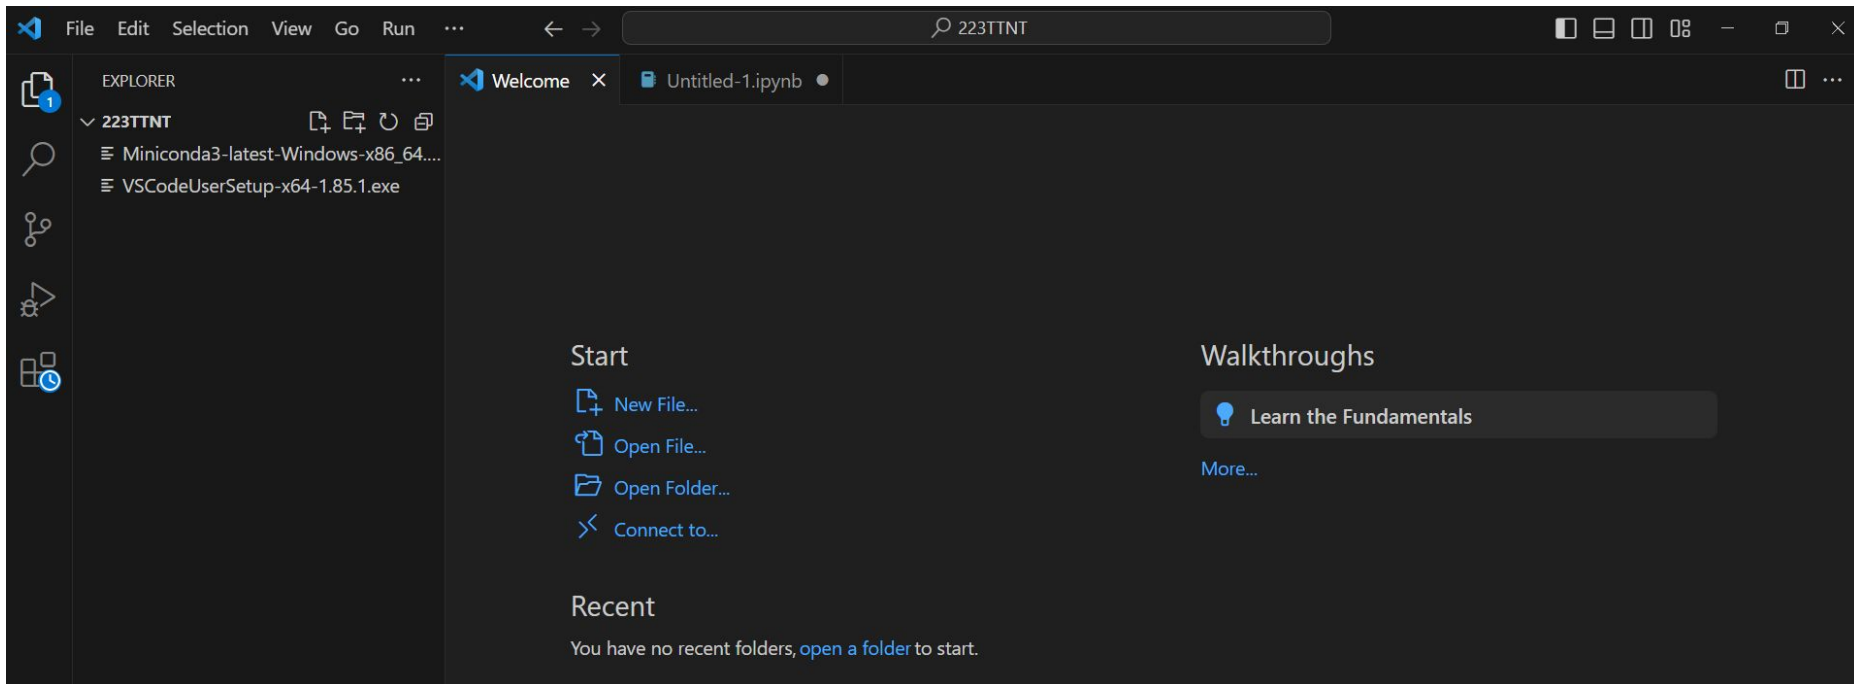 File Edit Selection View Go Run ...
223TTNT
EXPLORER ...
Welcome
Untitled-1.ipynb
...
1
223TTNT
Miniconda3-latest-Windows-x86_64....
VSCodeUserSetup-x64-1.85.1.exe
Start
New File...
Open File...
Open Folder...
Connect to...
Recent
You have no recent folders, open a folder to start.
Walkthroughs
Learn the Fundamentals
More...